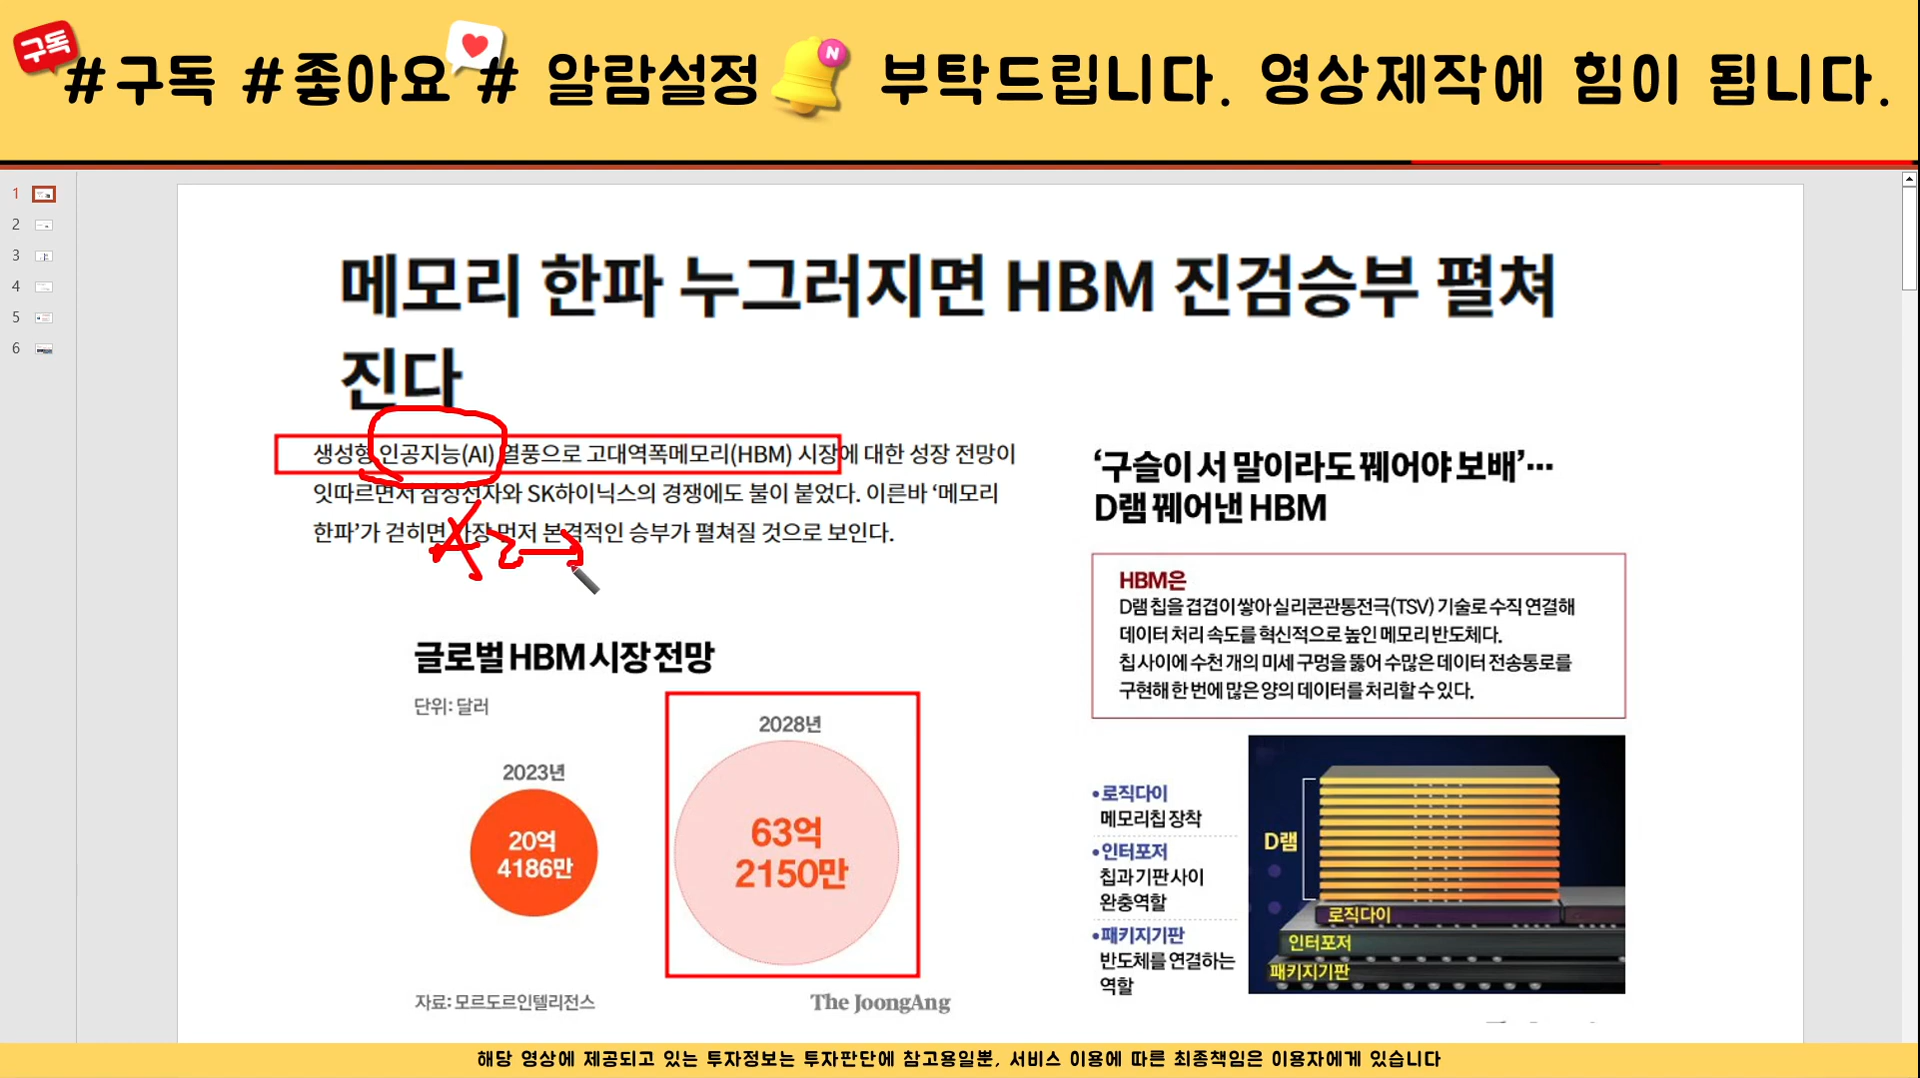 구독
#구독 #좋아요 # 알람설정 N 부탁드립니다. 영상제작에 힘이 됩니다.
1
2
3
4
5
6
메모리 한파 누그러지면 HBM 진검승부 펼쳐
진다
생성형 인공지능(AI) 열풍으로 고대역폭메모리(HBM) 시장에 대한 성장 전망이
잇따르면서 삼성전자와 SK하이닉스의 경쟁에도 불이 붙었다. 이른바 ‘메모리
한파’가 걷히면 가장 먼저 본격적인 승부가 펼쳐질 것으로 보인다.
글로벌 HBM 시장 전망
단위: 달러
2023년
20억
4186만
2028년
63억
2150만
자료: 모르도르인텔리전스
The JoongAng
‘구슬이 서 말이라도 꿰어야 보배’…
D램 꿰어낸 HBM
HBM은
D램 칩을 겹겹이 쌓아 실리콘관통전극(TSV) 기술로 수직 연결해
데이터 처리 속도를 혁신적으로 높인 메모리 반도체다.
칩 사이에 수천 개의 미세 구멍을 뚫어 수많은 데이터 전송통로를
구현해 한 번에 많은 양의 데이터를 처리할 수 있다.
•로직다이
메모리칩 장착
•인터포저
칩과 기판 사이
완충역할
•패키지기판
반도체를 연결하는
역할
D램
로직다이
인터포저
패키지기판
해당 영상에 제공되고 있는 투자정보는 투자판단에 참고용일뿐, 서비스 이용에 따른 최종책임은 이용자에게 있습니다